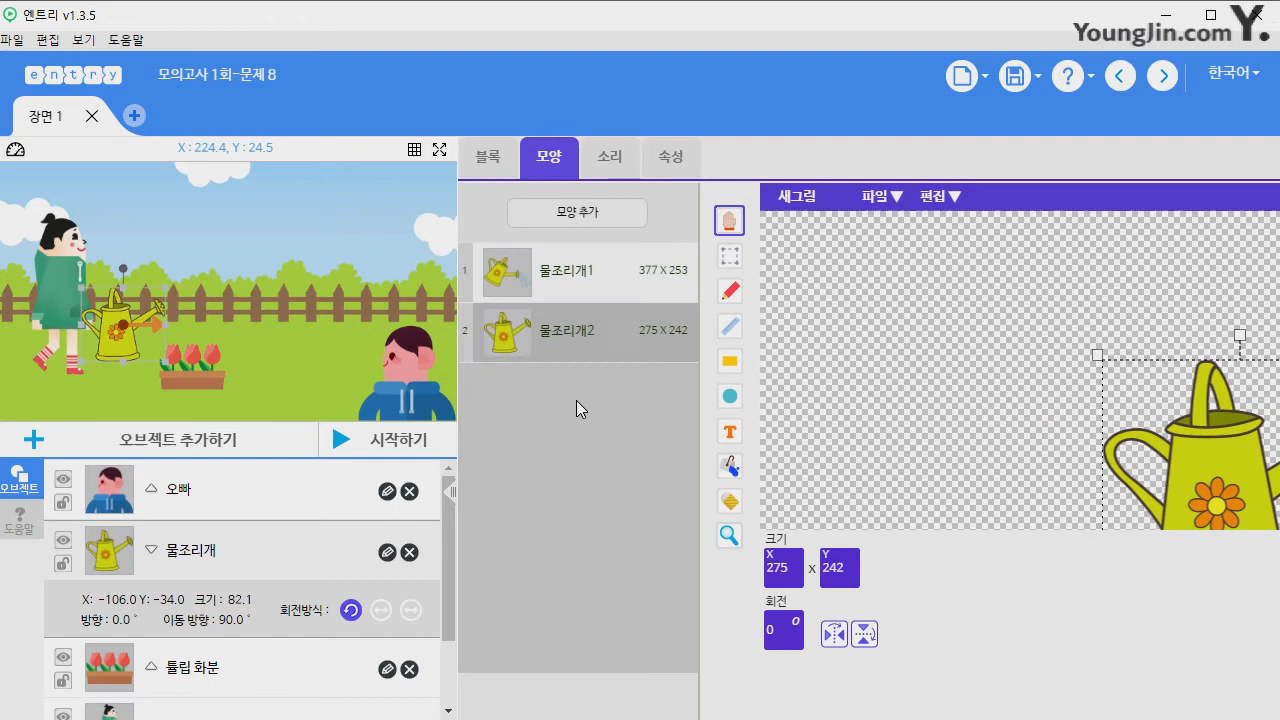 엔트리 v1.3.5
YoungJin.com Y.
파일 편집 보기 도움말
entry
모의고사 1회-문제 8
한국어
장면 1
X : 224.4, Y : 24.5
블록 모양 소리 속성
새그림 파일▼ 편집▼
모양 추가
1 물조리개1 377 X 253
2 물조리개2 275 X 242
T
오브젝트 추가하기
시작하기
오브젝트
도움말
오빠
물조리개
X: -106.0 Y: -34.0 크기 : 82.1
방향 : 0.0 ° 이동 방향 : 90.0 °
회전방식 :
튤립 화분
크기
X 275 x Y 242
회전
0 o